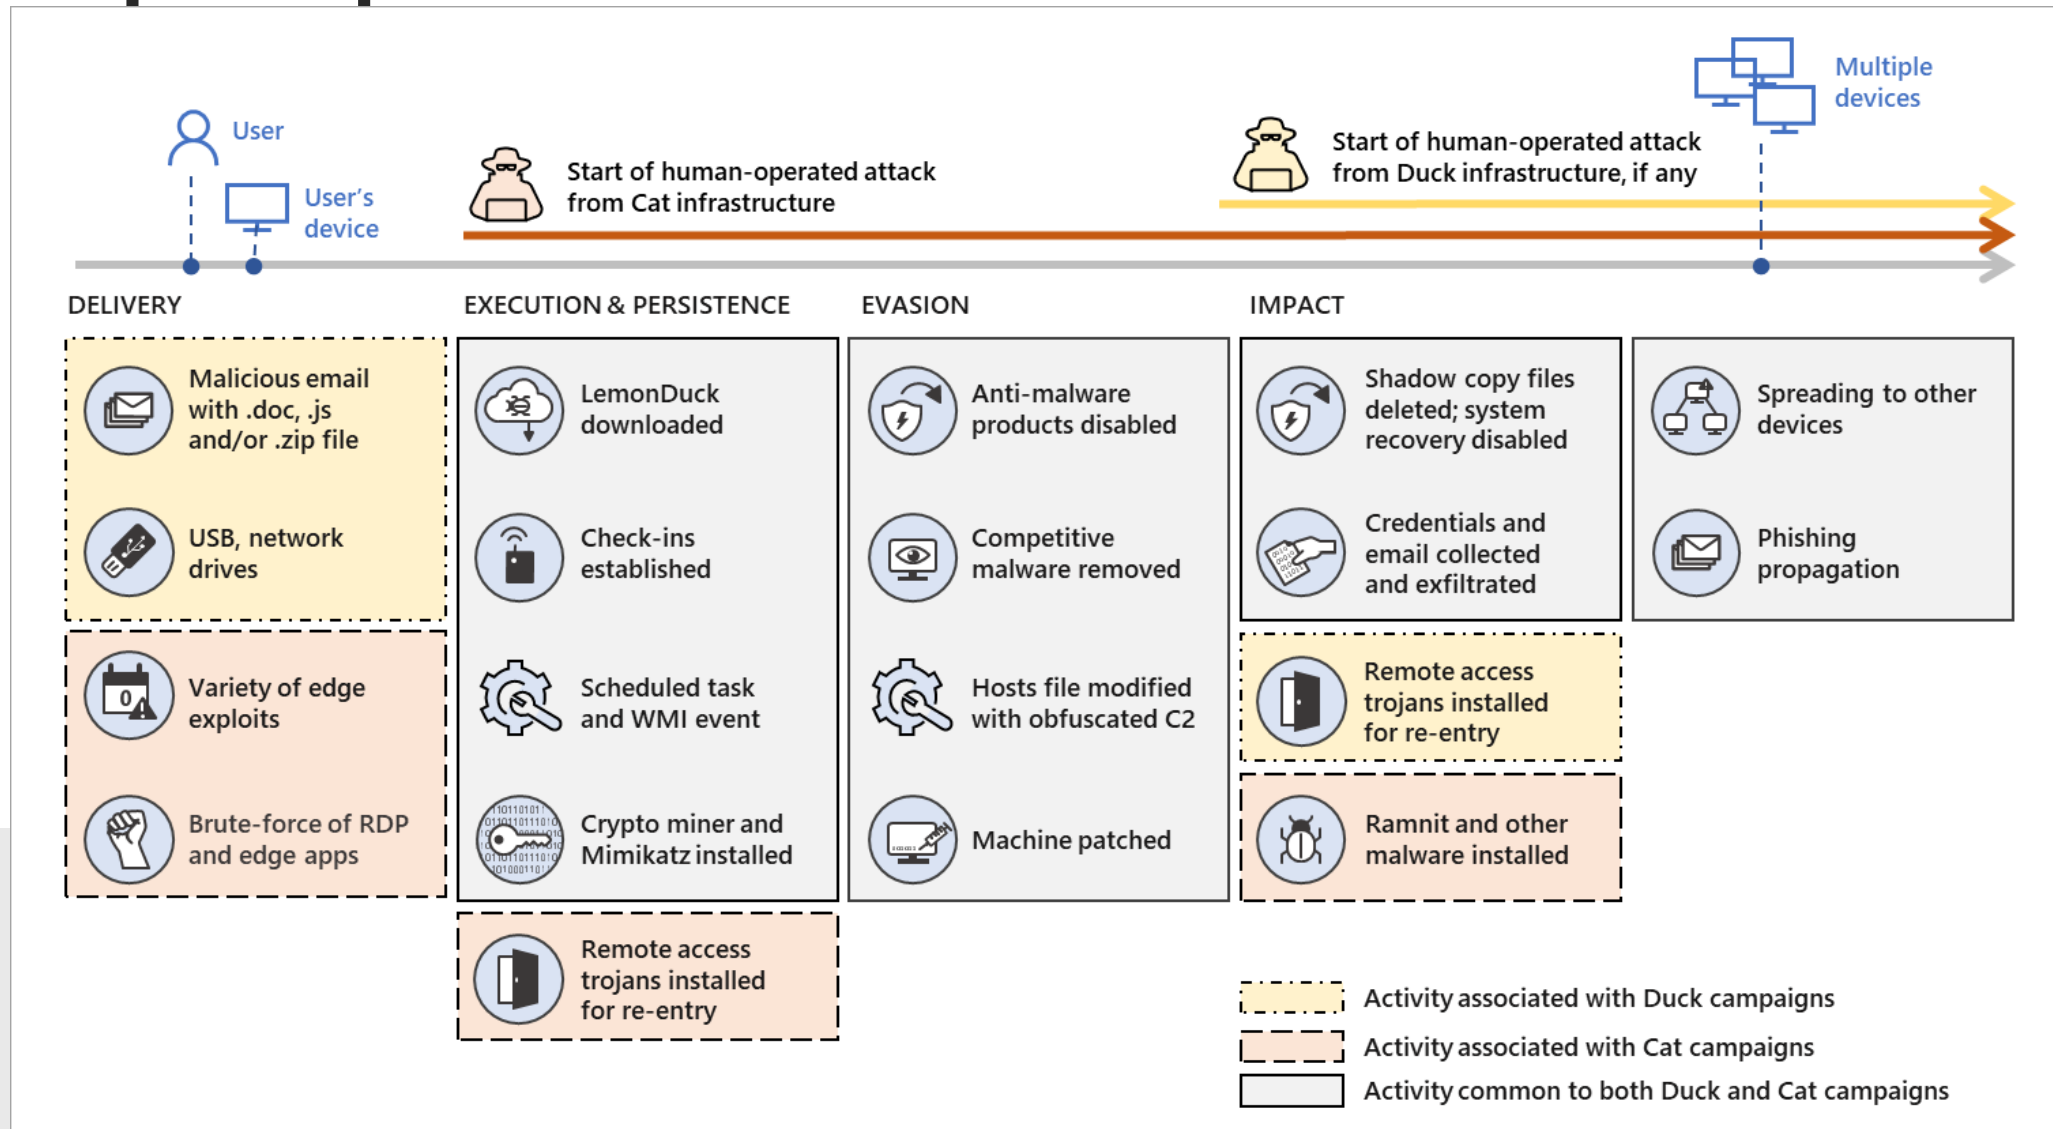 Multiple
devices
User
User's
device
Start of human-operated attack
from Cat infrastructure
Start of human-operated attack
from Duck infrastructure, if any
DELIVERY
EXECUTION & PERSISTENCE
EVASION
IMPACT
Malicious email
with .doc, .js
and/or .zip file
USB, network
drives
Variety of edge
exploits
Brute-force of RDP
and edge apps
LemonDuck
downloaded
Check-ins
established
Scheduled task
and WMI event
Crypto miner and
Mimikatz installed
Remote access
trojans installed
for re-entry
Anti-malware
products disabled
Competitive
malware removed
Hosts file modified
with obfuscated C2
Machine patched
Shadow copy files
deleted; system
recovery disabled
Credentials and
email collected
and exfiltrated
Remote access
trojans installed
for re-entry
Ramnit and other
malware installed
Spreading to other
devices
Phishing
propagation
Activity associated with Duck campaigns
Activity associated with Cat campaigns
Activity common to both Duck and Cat campaigns